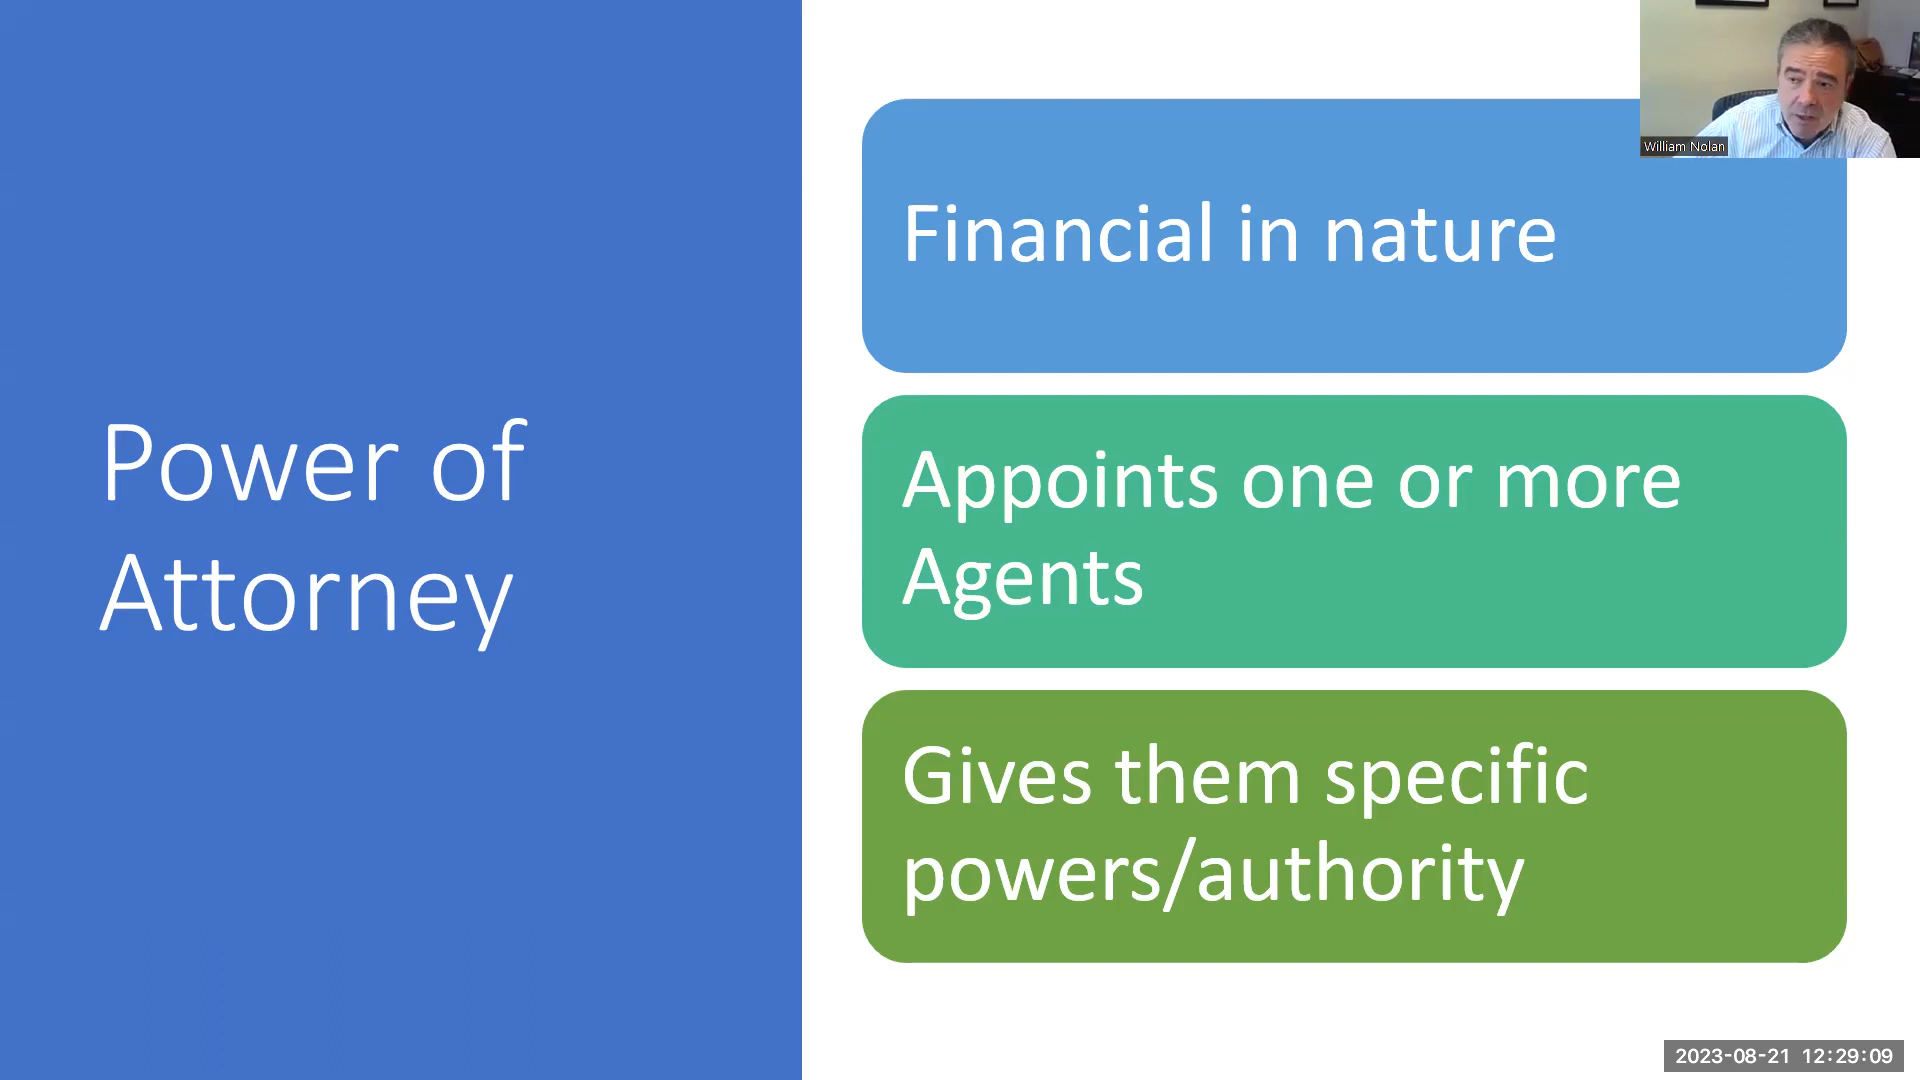 William Nolan
Power of
Attorney
Financial in nature
Appoints one or more
Agents
Gives them specific
powers/authority
2023-08-21 12:29:09